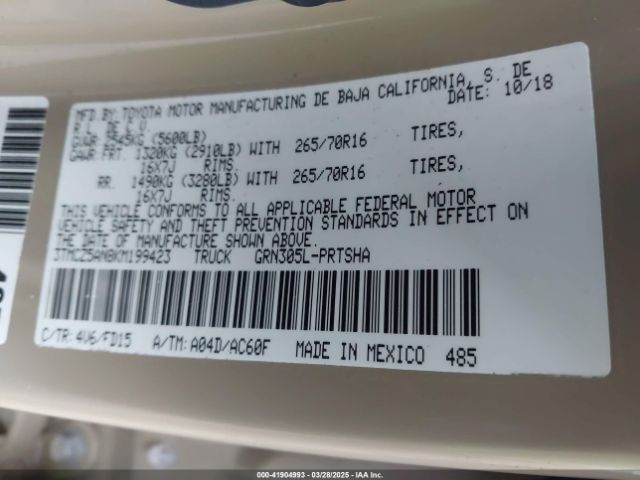 MFD.BY:TOYOTA MOTOR MANUFACTURING DE BAJA CALIFORNIA, S. DE
R.L. DE C.V. DATE: 10/18
GVWR 2545KG (5600LB)
GAWR:FRT. 1320KG (2910LB) WITH 265/70R16 TIRES,
16X7J RIMS.
RR. 1490KG (3280LB) WITH 265/70R16 TIRES,
16X7J RIMS.
THIS VEHICLE CONFORMS TO ALL APPLICABLE FEDERAL MOTOR
VEHICLE SAFETY AND THEFT PREVENTION STANDARDS IN EFFECT ON
THE DATE OF MANUFACTURE SHOWN ABOVE.
3TMCZ5AN8KM199423 TRUCK GRN305L-PRTSHA
C/TR:4V6/FD15 A/TM:A04D/AC60F MADE IN MEXICO 485
000-41904993 | 03/28/2025 | IAA Inc.